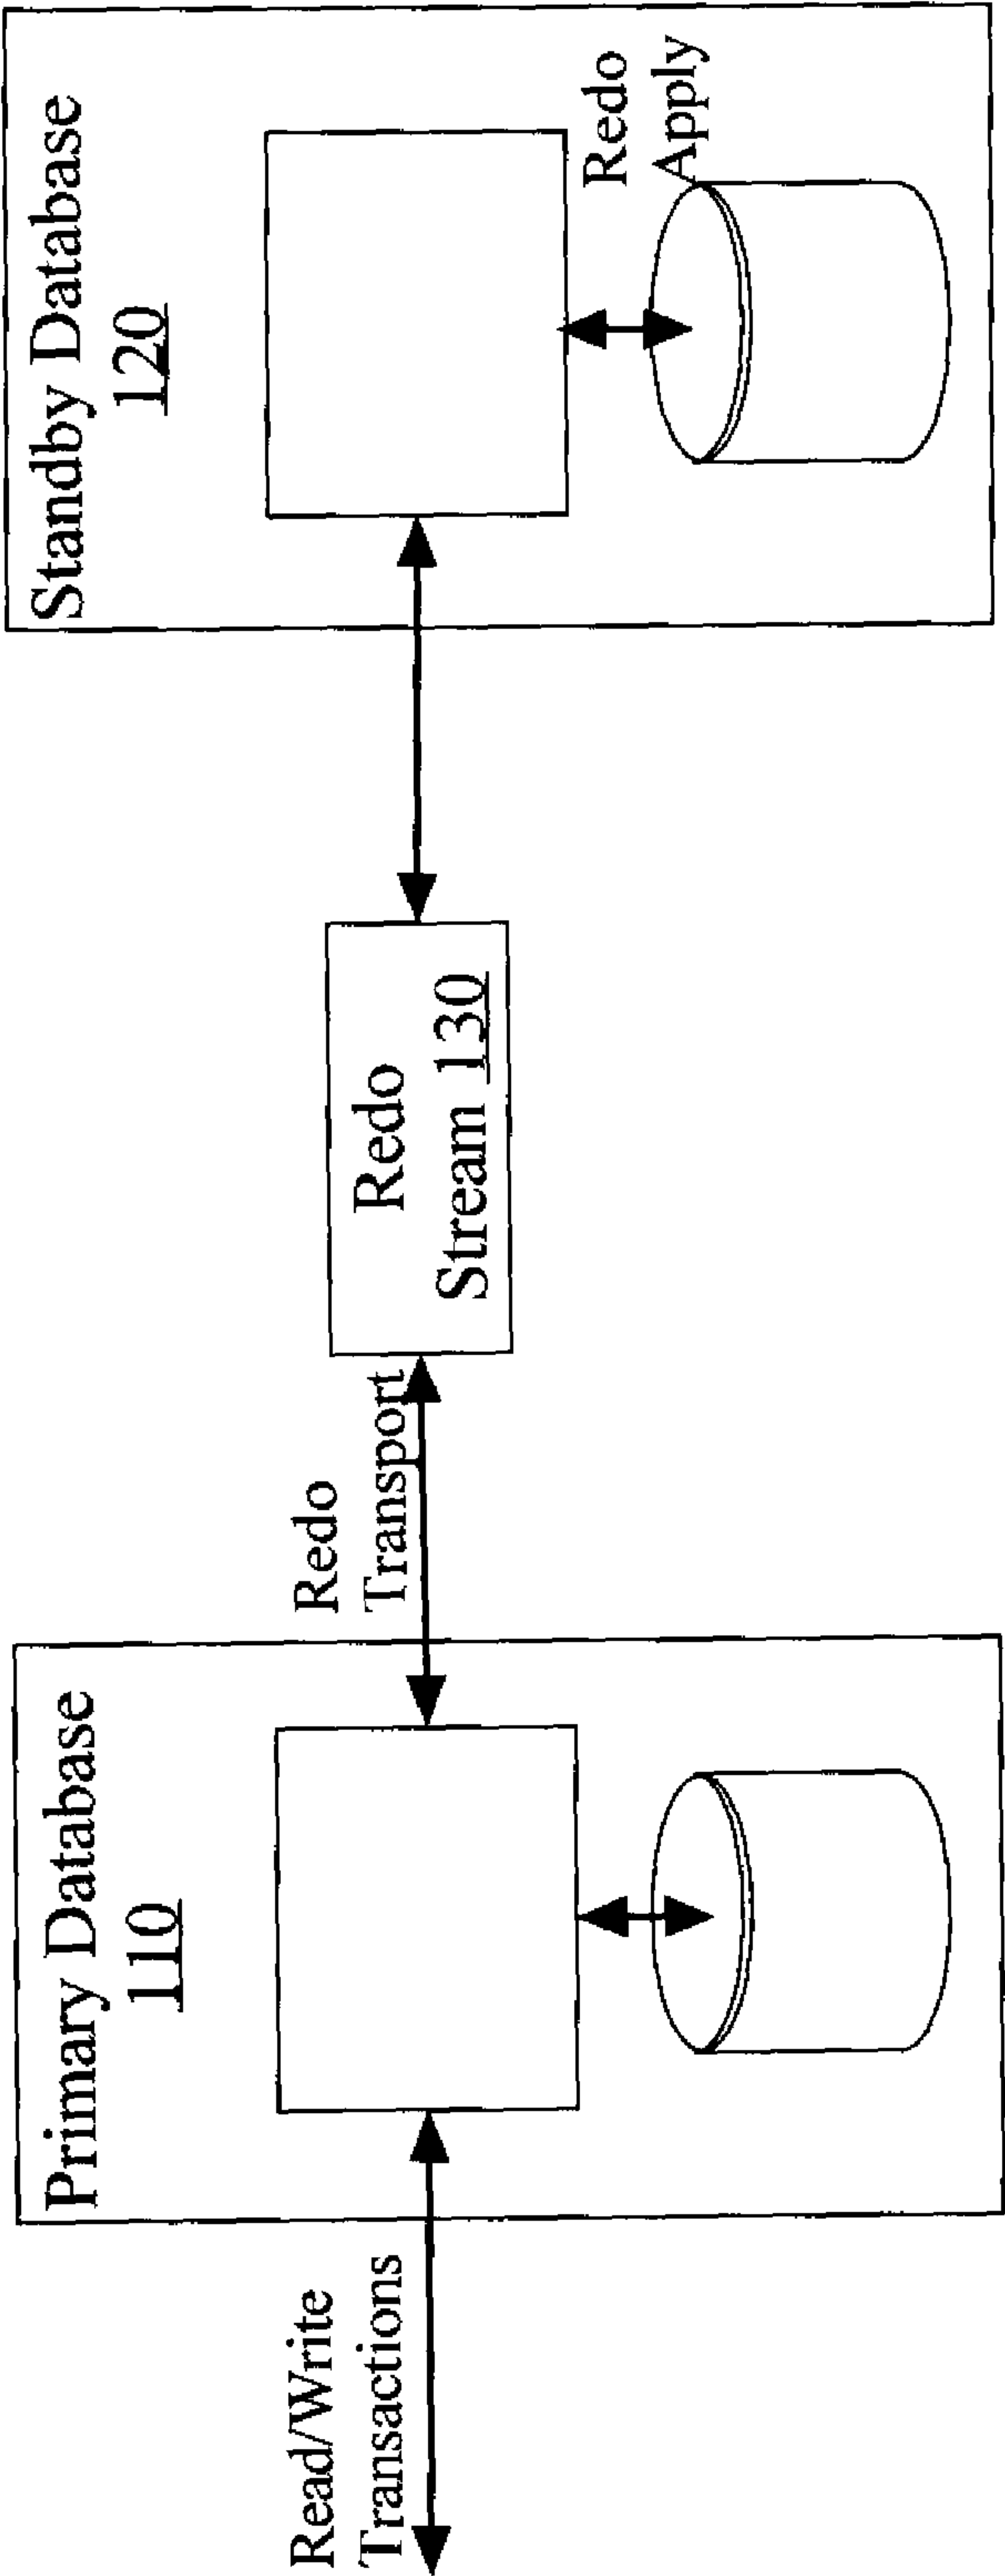 Read/Write
Transactions
Primary Database
110
Redo
Transport
Redo
Stream 130
Standby Database
120
Redo
Apply